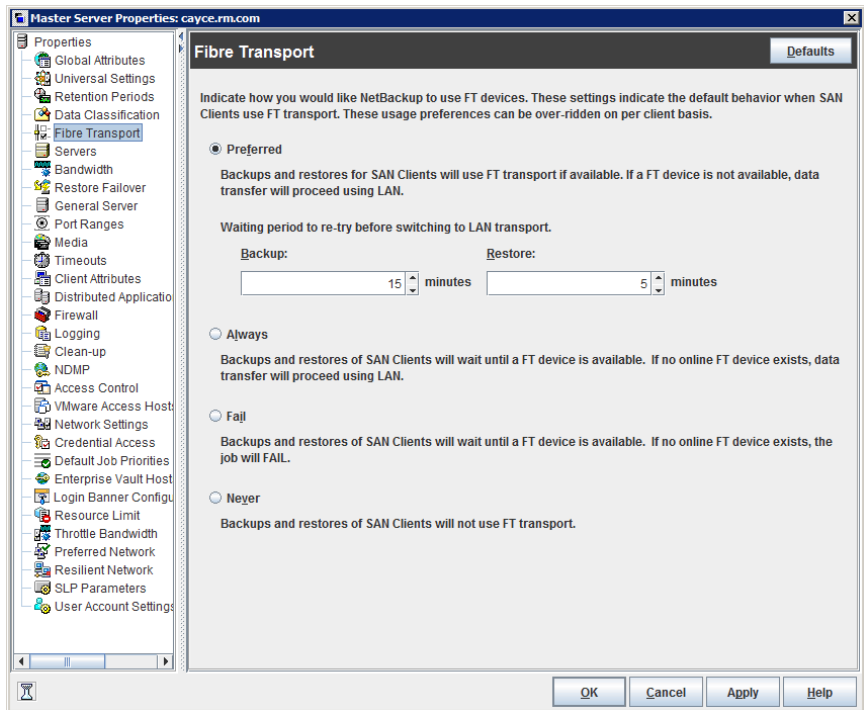 Master Server Properties: cayce.rm.com
Properties
Global Attributes
Universal Settings
Retention Periods
Data Classification
Fibre Transport
Servers
Bandwidth
Restore Failover
General Server
Port Ranges
Media
Timeouts
Client Attributes
Distributed Applicatio
Firewall
Logging
Clean-up
NDMP
Access Control
VMware Access Hosts
Network Settings
Credential Access
Default Job Priorities
Enterprise Vault Host
Login Banner Configu
Resource Limit
Throttle Bandwidth
Preferred Network
Resilient Network
SLP Parameters
User Account Settings
Fibre Transport
Defaults
Indicate how you would like NetBackup to use FT devices. These settings indicate the default behavior when SAN
Clients use FT transport. These usage preferences can be over-ridden on per client basis.
Preferred
Backups and restores for SAN Clients will use FT transport if available. If a FT device is not available, data
transfer will proceed using LAN.
Waiting period to re-try before switching to LAN transport.
Backup: Restore:
15 minutes 5 minutes
Always
Backups and restores of SAN Clients will wait until a FT device is available. If no online FT device exists, data
transfer will proceed using LAN.
Fail
Backups and restores of SAN Clients will wait until a FT device is available. If no online FT device exists, the
job will FAIL.
Never
Backups and restores of SAN Clients will not use FT transport.
OK Cancel Apply Help